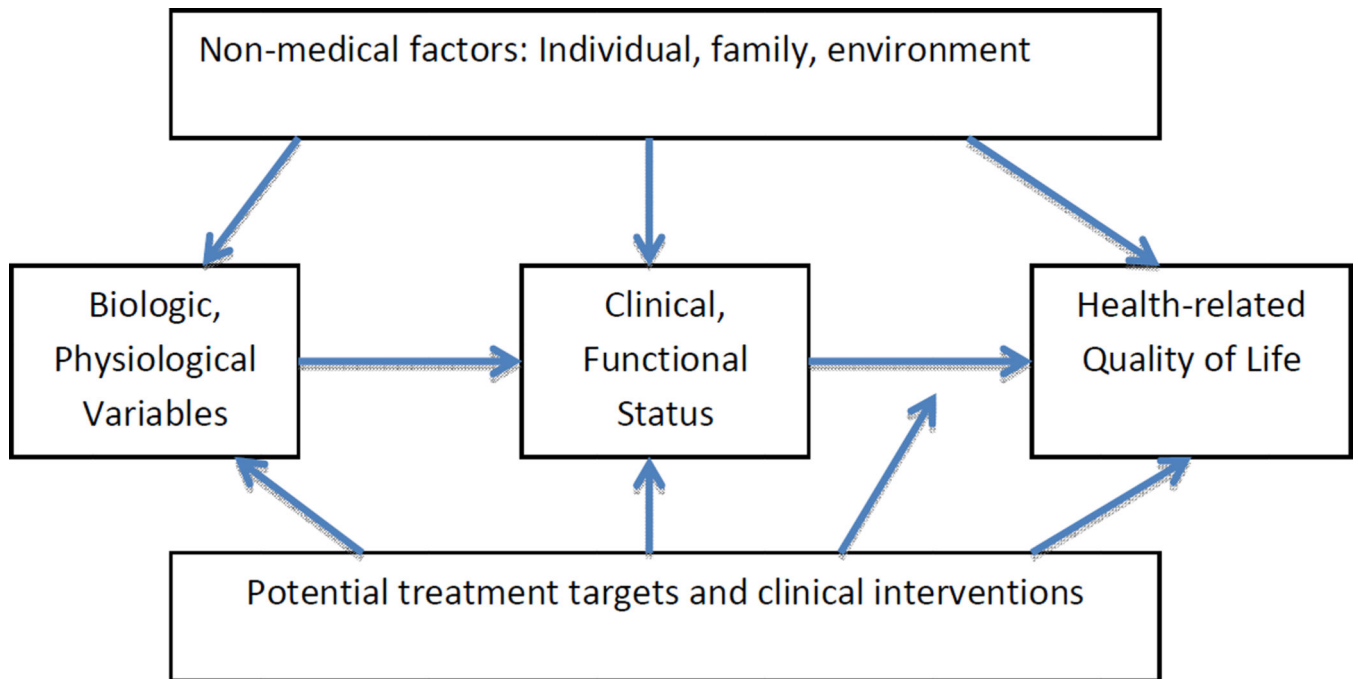 Non-medical factors: Individual, family, environment
Biologic,
Physiological
Variables
Clinical,
Functional
Status
Health-related
Quality of Life
Potential treatment targets and clinical interventions